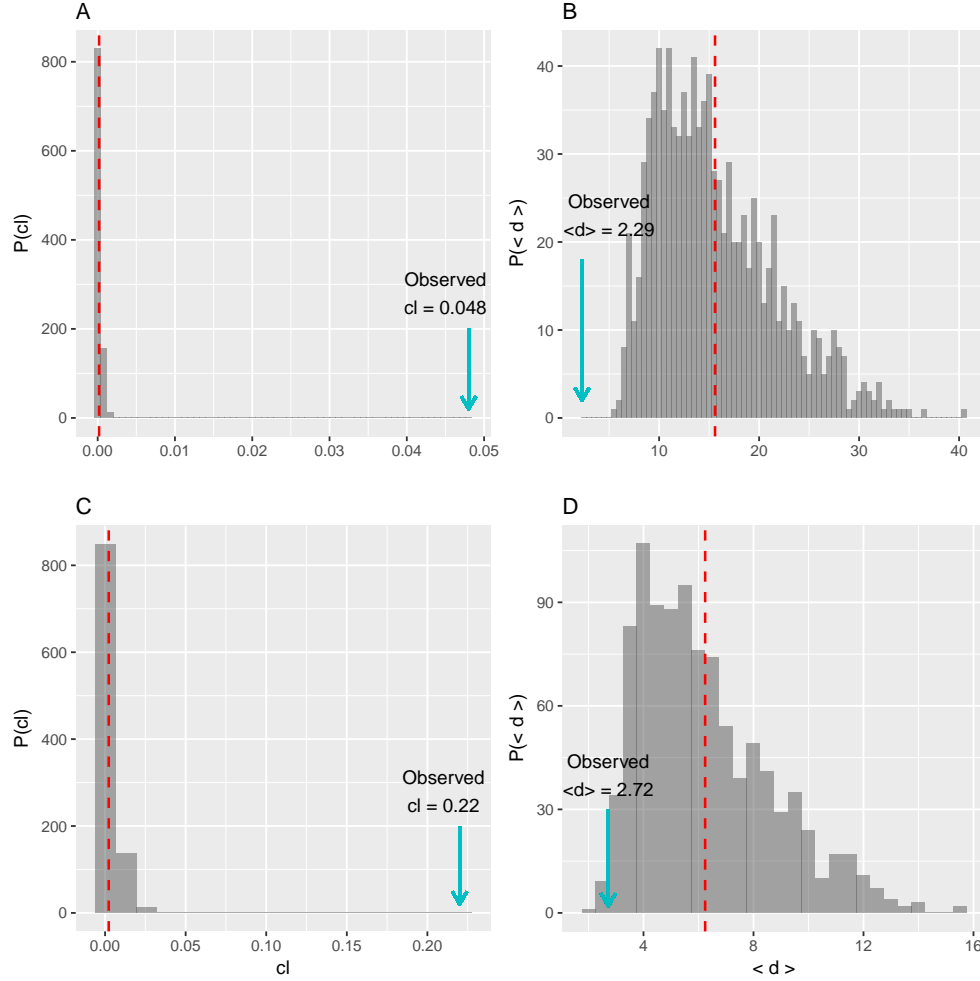 A
P(cl)
800
600
400
200
0
Observed
cl = 0.048
0.00 0.01 0.02 0.03 0.04 0.05
B
P(< d >)
40
30
20
10
0
Observed
<d> = 2.29
10 20 30 40
C
P(cl)
800
600
400
200
0
Observed
cl = 0.22
0.00 0.05 0.10 0.15 0.20
cl
D
P(< d >)
90
60
30
0
Observed
<d> = 2.72
4 8 12 16
< d >